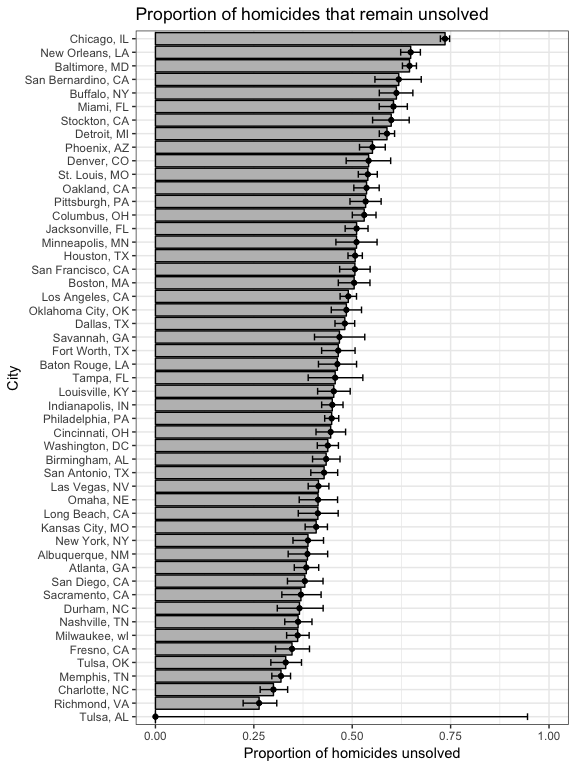 Proportion of homicides that remain unsolved
City
Chicago, IL
New Orleans, LA
Baltimore, MD
San Bernardino, CA
Buffalo, NY
Miami, FL
Stockton, CA
Detroit, MI
Phoenix, AZ
Denver, CO
St. Louis, MO
Oakland, CA
Pittsburgh, PA
Columbus, OH
Jacksonville, FL
Minneapolis, MN
Houston, TX
San Francisco, CA
Boston, MA
Los Angeles, CA
Oklahoma City, OK
Dallas, TX
Savannah, GA
Fort Worth, TX
Baton Rouge, LA
Tampa, FL
Louisville, KY
Indianapolis, IN
Philadelphia, PA
Cincinnati, OH
Washington, DC
Birmingham, AL
San Antonio, TX
Las Vegas, NV
Omaha, NE
Long Beach, CA
Kansas City, MO
New York, NY
Albuquerque, NM
Atlanta, GA
San Diego, CA
Sacramento, CA
Durham, NC
Nashville, TN
Milwaukee, wI
Fresno, CA
Tulsa, OK
Memphis, TN
Charlotte, NC
Richmond, VA
Tulsa, AL
0.00 0.25 0.50 0.75 1.00
Proportion of homicides unsolved